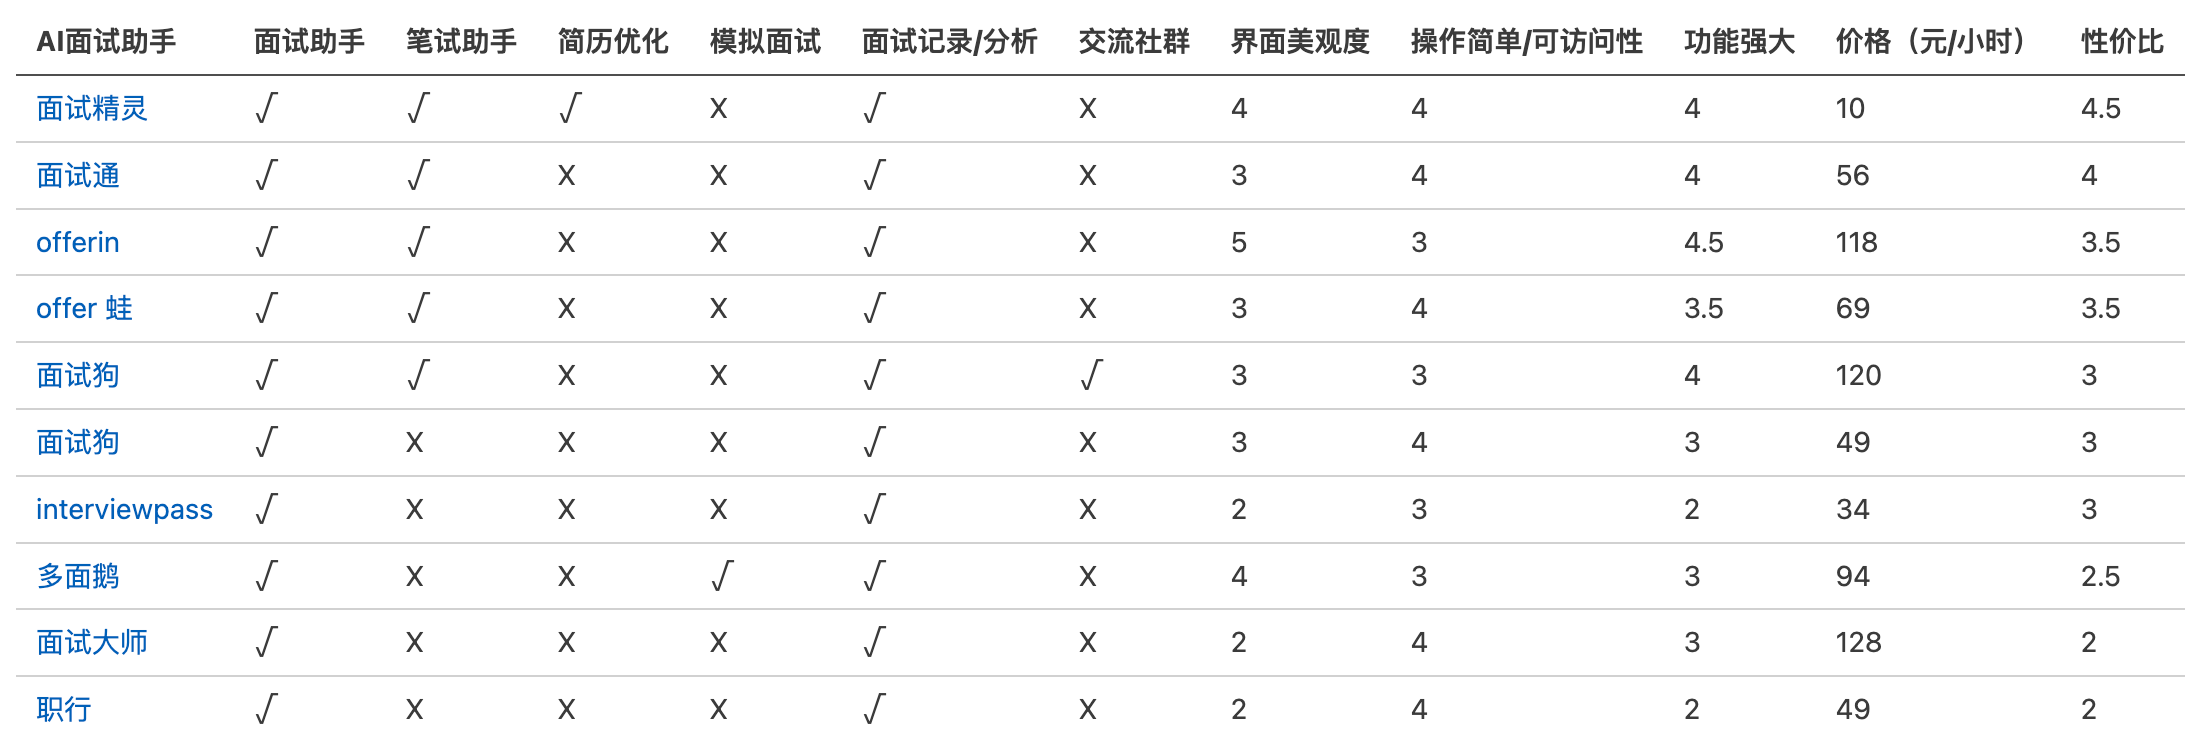 AI面试助手 面试助手 笔试助手 简历优化 模拟面试 面试记录/分析 交流社群 界面美观度 操作简单/可访问性 功能强大 价格（元/小时） 性价比
面试精灵 √ √ √ X √ X 4 4 4 10 4.5
面试通 √ √ X X √ X 3 4 4 56 4
offerin √ √ X X √ X 5 3 4.5 118 3.5
offer 蛙 √ √ X X √ X 3 4 3.5 69 3.5
面试狗 √ √ X X √ √ 3 3 4 120 3
面试狗 √ X X X √ X 3 4 3 49 3
interviewpass √ X X X √ X 2 3 2 34 3
多面鹅 √ X X √ √ X 4 3 3 94 2.5
面试大师 √ X X X √ X 2 4 3 128 2
职行 √ X X X √ X 2 4 2 49 2